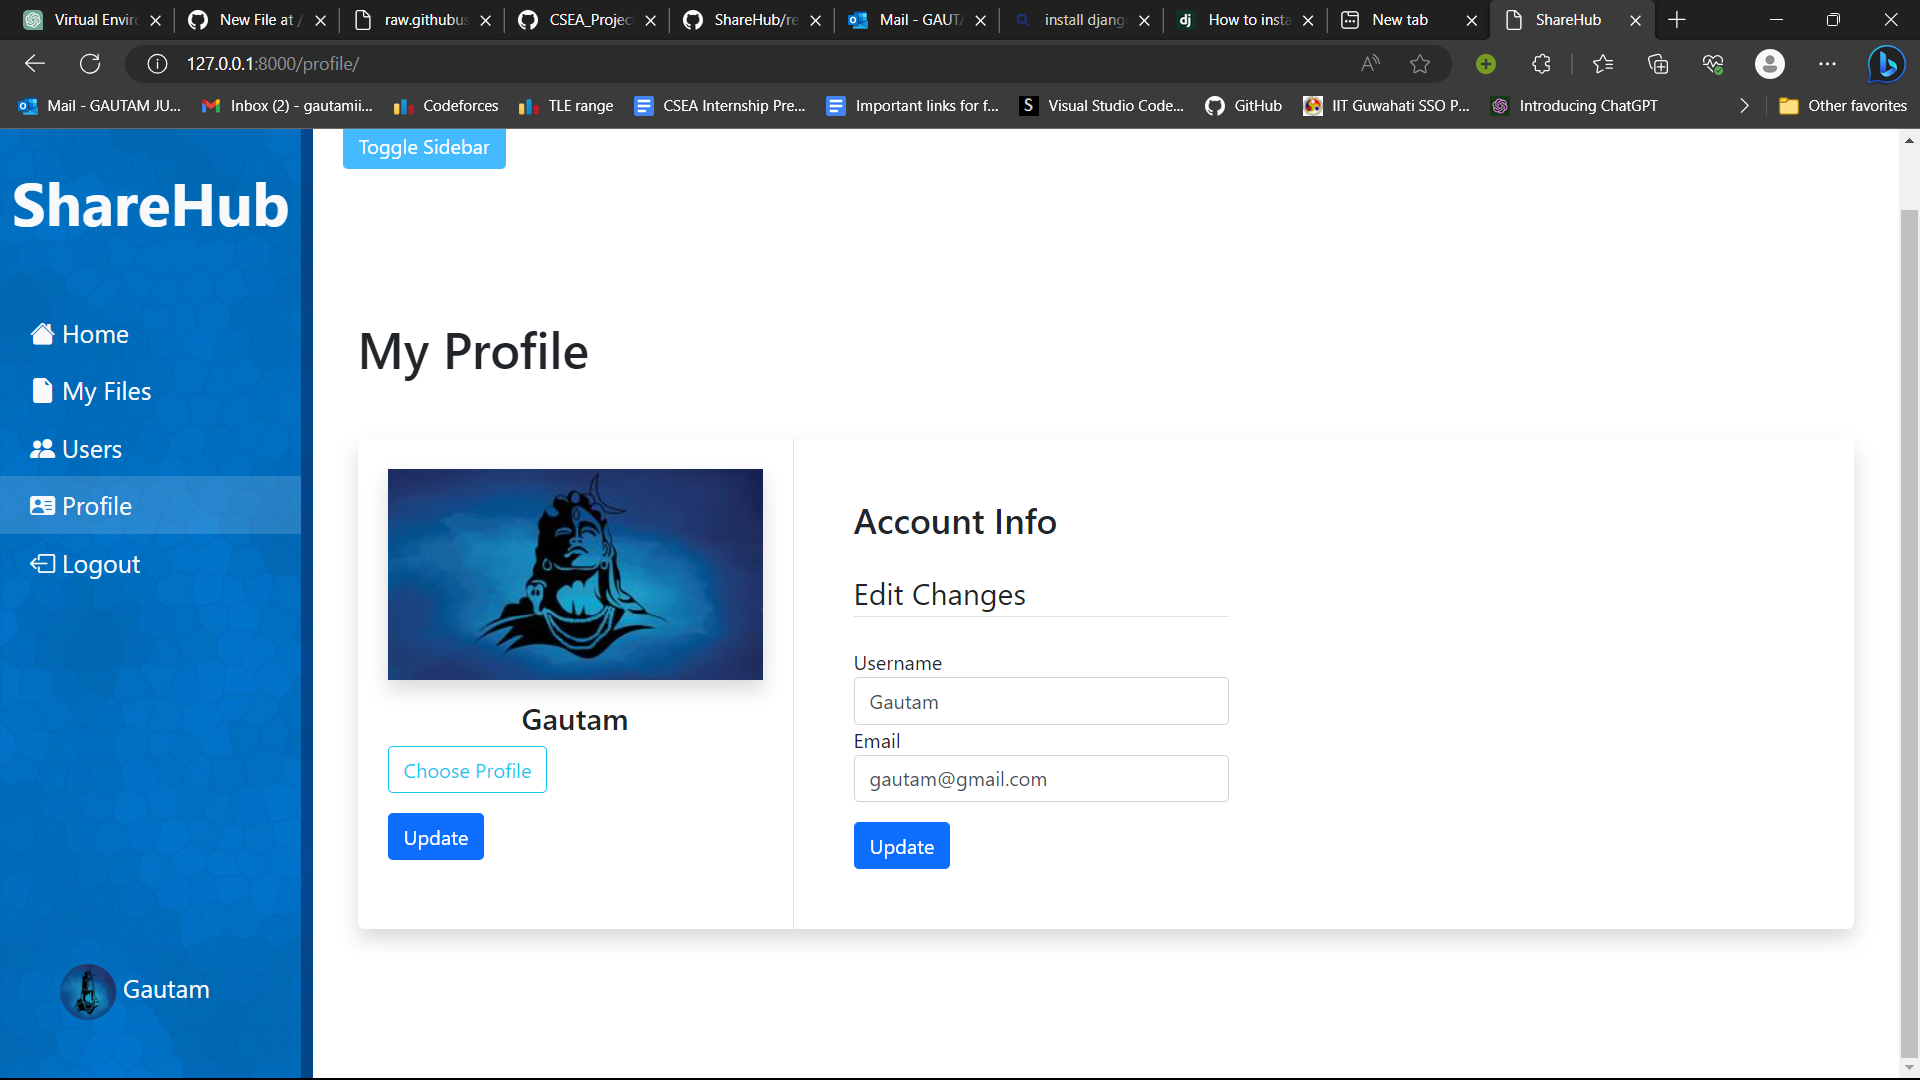 Virtual Envir
New File at /
raw.githubus
CSEA_Projec
ShareHub/re
Mail - GAUTA
install djang
How to insta
New tab
ShareHub
127.0.0.1:8000/profile/
Mail - GAUTAM JU...
Inbox (2) - gautamii...
Codeforces
TLE range
CSEA Internship Pre...
Important links for f...
Visual Studio Code...
GitHub
IIT Guwahati SSO P...
Introducing ChatGPT
Other favorites
Toggle Sidebar
ShareHub
Home
My Files
Users
Profile
Logout
Gautam
My Profile
Gautam
Choose Profile
Update
Account Info
Edit Changes
Username
Gautam
Email
gautam@gmail.com
Update